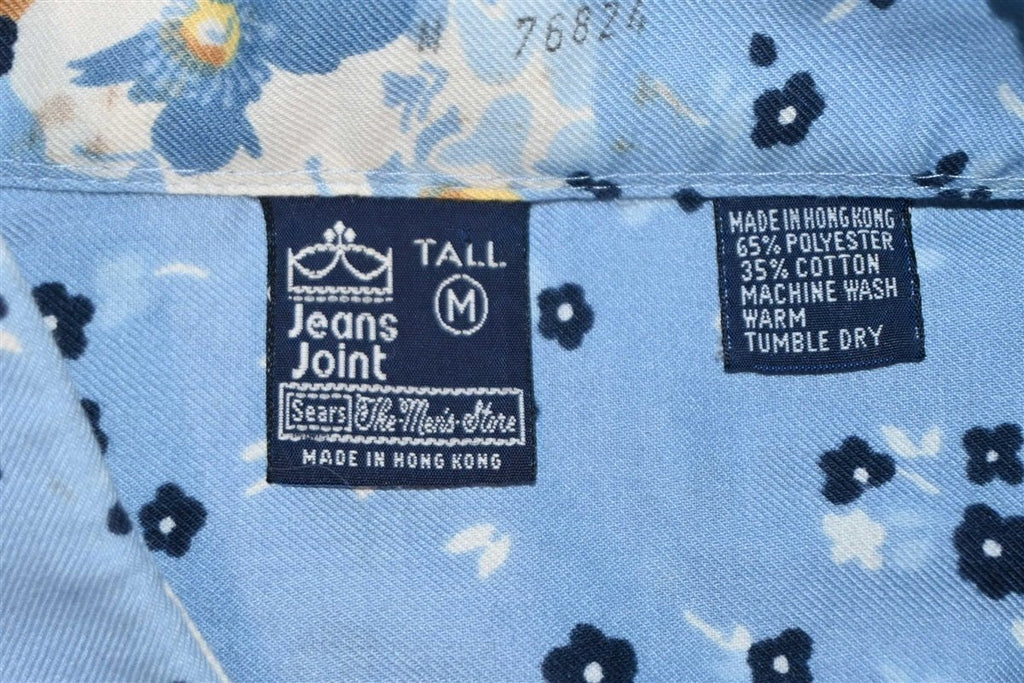 M 76824
TALL
M
Jeans
Joint
Sears The Men's Store
MADE IN HONG KONG
MADE IN HONG KONG
65% POLYESTER
35% COTTON
MACHINE WASH
WARM
TUMBLE DRY